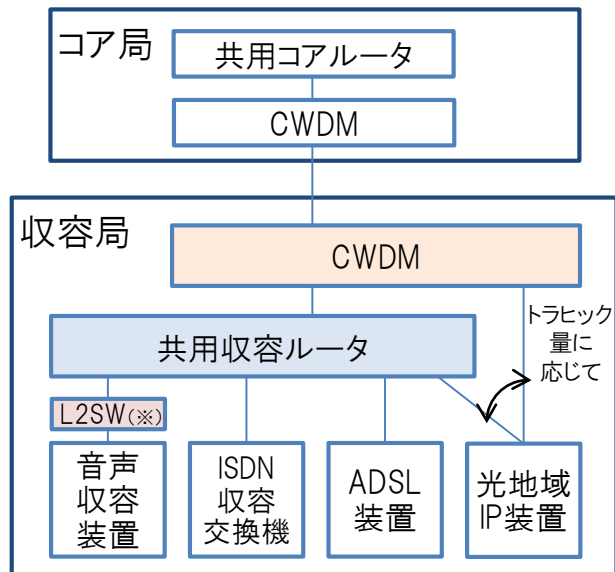 コア局
共用コアルータ
CWDM
収容局
CWDM
トラヒック
量に
応じて
共用収容ルータ
L2SW(※)
音声
収容
装置
ISDN
収容
交換機
ADSL
装置
光地域
IP装置